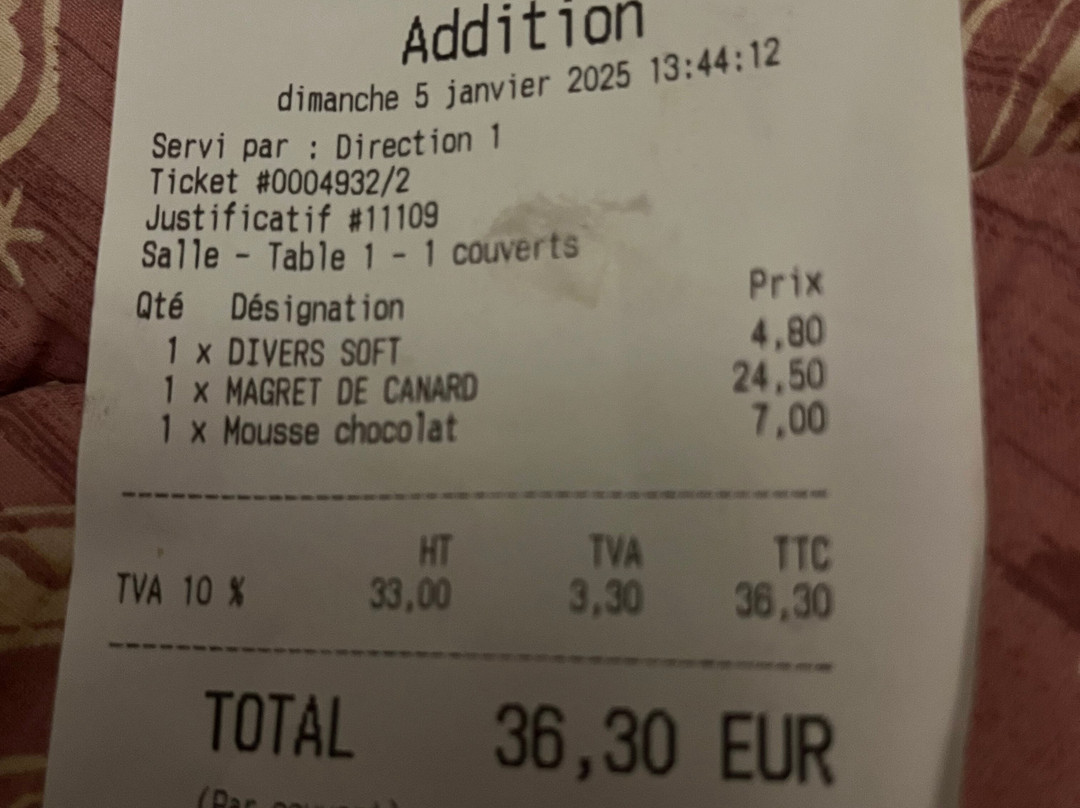 Addition
dimanche 5 janvier 2025 13:44:12
Servi par : Direction 1
Ticket #0004932/2
Justificatif #11109
Salle - Table 1 - 1 couverts
Qté Désignation Prix
1 x DIVERS SOFT 4,80
1 x MAGRET DE CANARD 24,50
1 x Mousse chocolat 7,00
HT TVA TTC
TVA 10 % 33,00 3,30 36,30
TOTAL 36,30 EUR